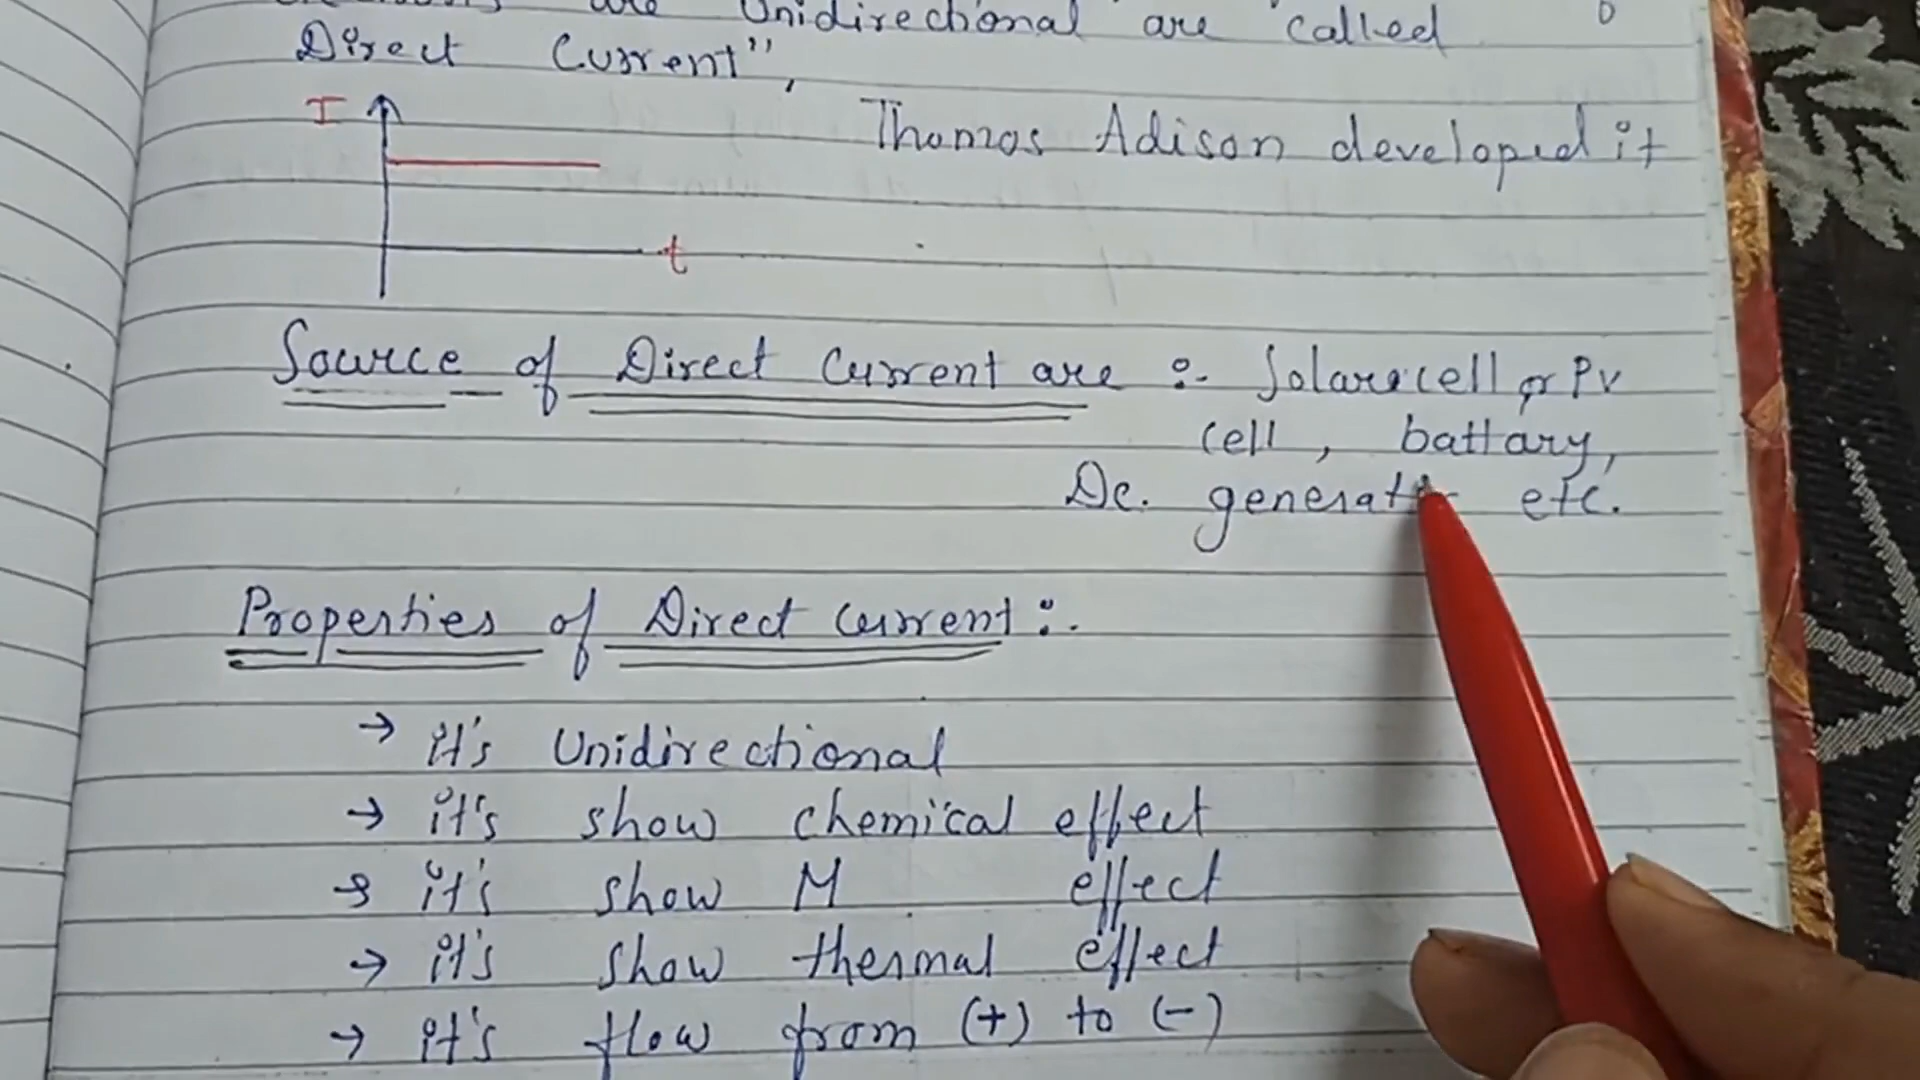 are Unidirectional are called
Direct Current",
I
Thomas Adison developed it
t
Source of Direct Current are :- Solar cell or PV
cell, battary,
Dc. generator etc.
Properties of Direct Current :-
→ it's Unidirectional
→ it's show chemical effect
→ it's show M effect
→ it's show thermal effect
→ it's flow from (+) to (-)